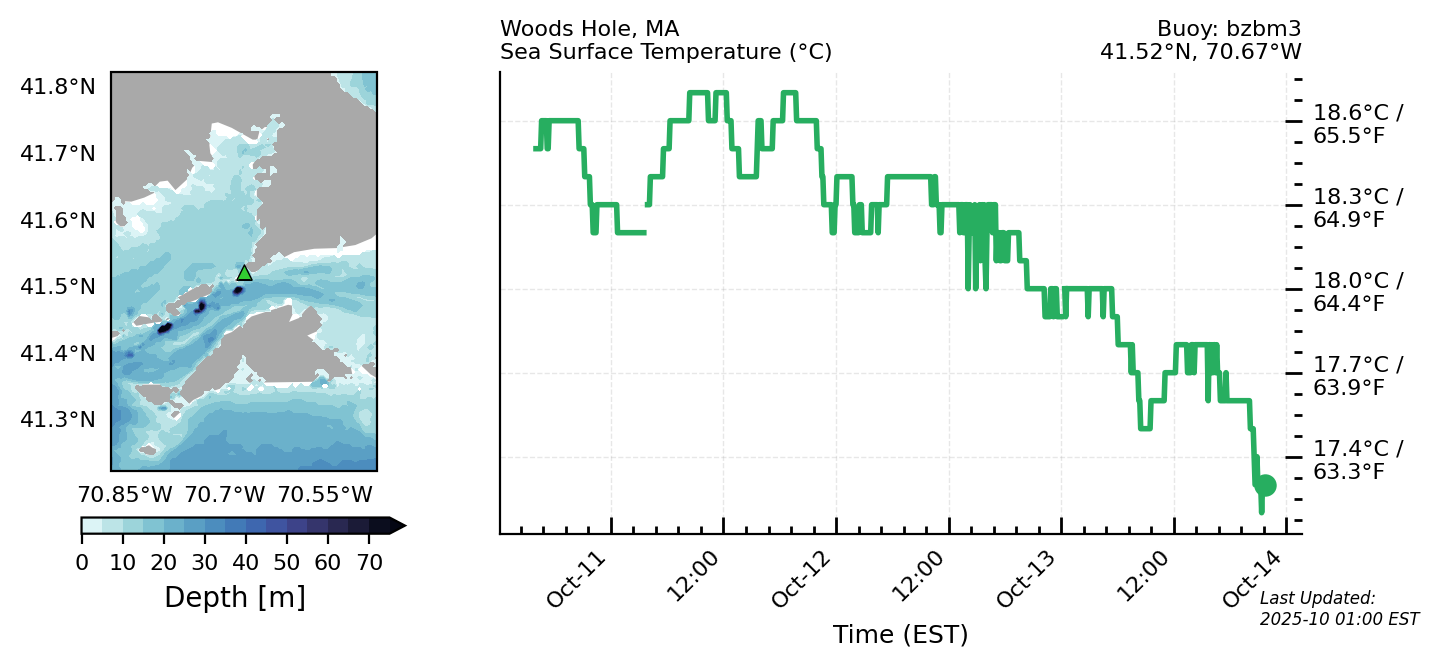 Woods Hole, MA
Sea Surface Temperature (°C)
Buoy: bzbm3
41.52°N, 70.67°W
41.8°N
41.7°N
41.6°N
41.5°N
41.4°N
41.3°N
70.85°W 70.7°W 70.55°W
0 10 20 30 40 50 60 70
Depth [m]
18.6°C /
65.5°F
18.3°C /
64.9°F
18.0°C /
64.4°F
17.7°C /
63.9°F
17.4°C /
63.3°F
Oct-11 12:00 Oct-12 12:00 Oct-13 12:00 Oct-14
Time (EST)
Last Updated:
2025-10 01:00 EST